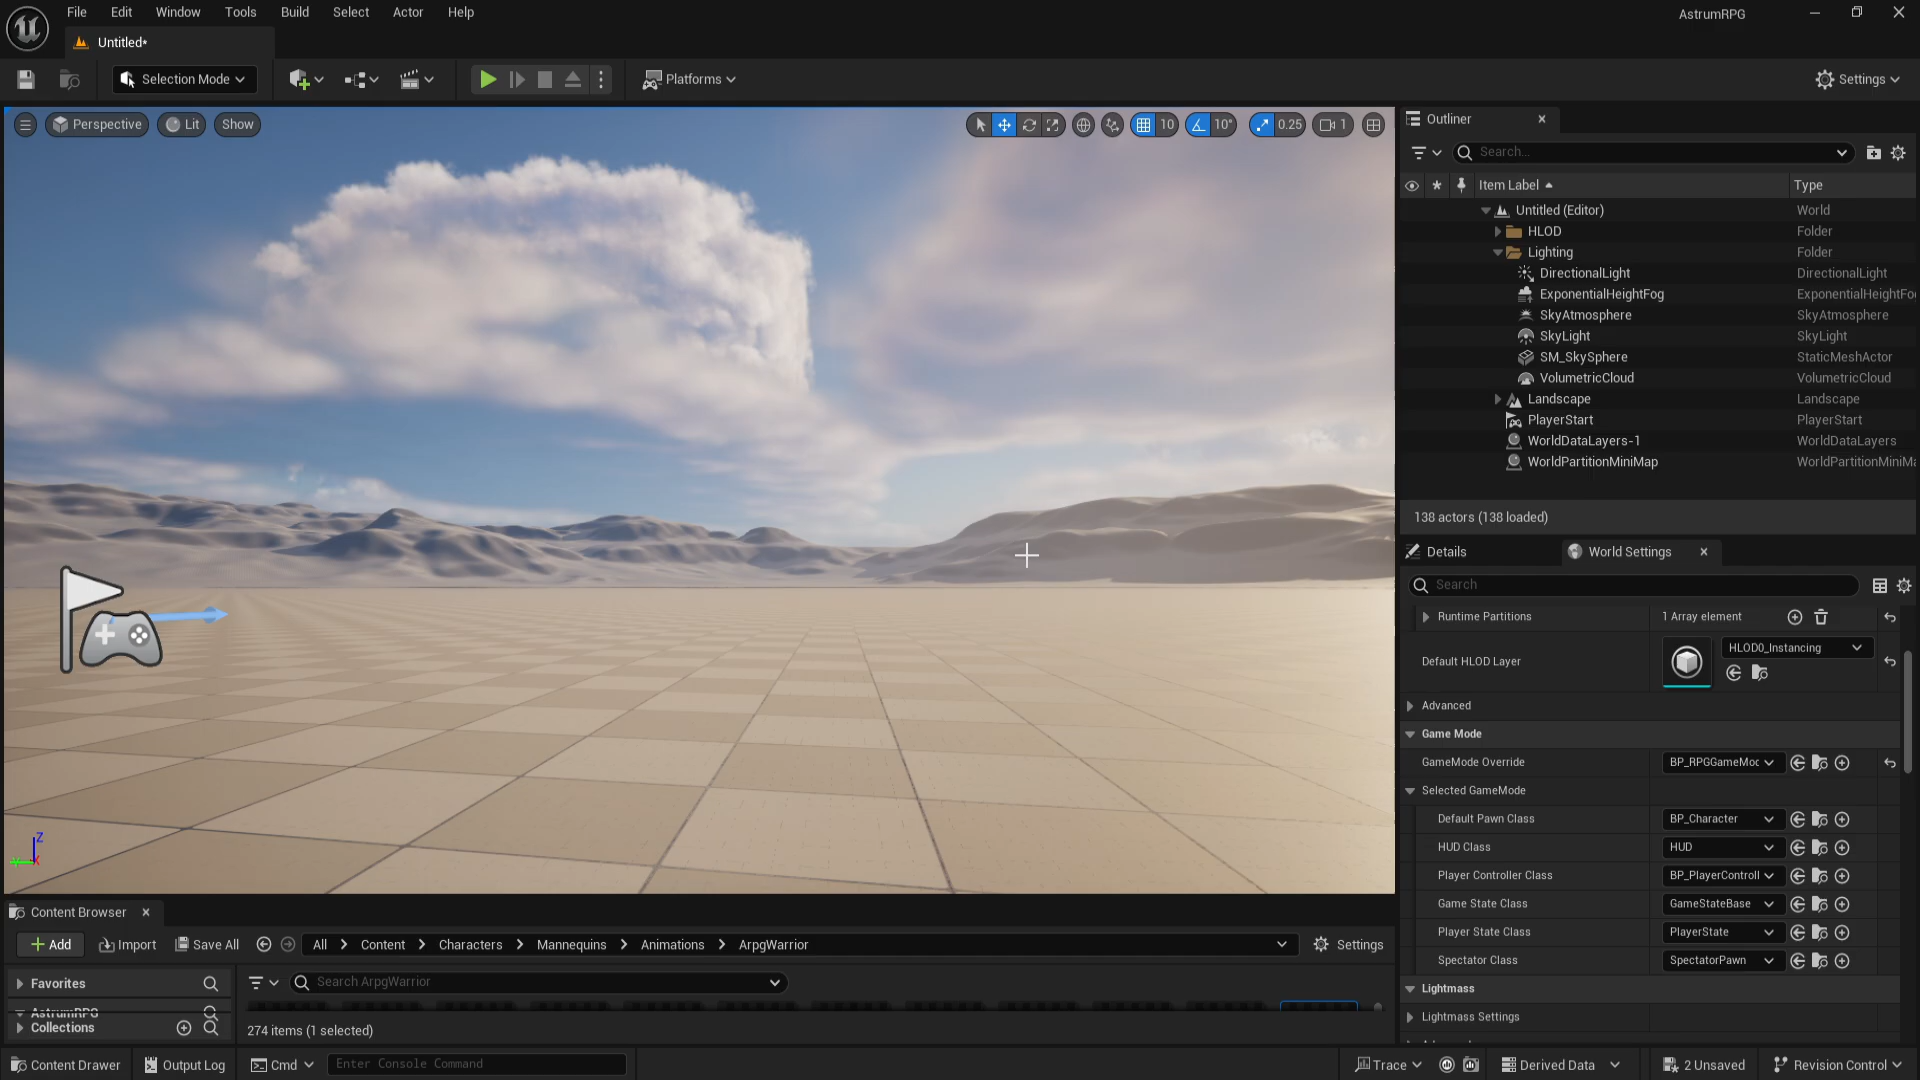 File Edit Window Tools Build Select Actor Help
AstrumRPG
Untitled*
Selection Mode
Platforms
Settings
Perspective
Lit
Show
10
10°
0.25
1
Outliner
Search...
Item Label
Type
Untitled (Editor) World
HLOD Folder
Lighting Folder
DirectionalLight DirectionalLight
ExponentialHeightFog ExponentialHeightFo
SkyAtmosphere SkyAtmosphere
SkyLight SkyLight
SM_SkySphere StaticMeshActor
VolumetricCloud VolumetricCloud
Landscape Landscape
PlayerStart PlayerStart
WorldDataLayers-1 WorldDataLayers
WorldPartitionMiniMap WorldPartitionMiniMa
138 actors (138 loaded)
Details
World Settings
Search
Runtime Partitions 1 Array element
Default HLOD Layer HLOD0_Instancing
Advanced
Game Mode
GameMode Override BP_RPGGameMoc
Selected GameMode
Default Pawn Class BP_Character
HUD Class HUD
Player Controller Class BP_PlayerControll
Game State Class GameStateBase
Player State Class PlayerState
Spectator Class SpectatorPawn
Lightmass
Lightmass Settings
Z
Content Browser
Add
Import
Save All
All > Content > Characters > Mannequins > Animations > ArpgWarrior
Settings
Favorites
Search ArpgWarrior
AstrumRPG
Collections
274 items (1 selected)
Content Drawer
Output Log
Cmd
Enter Console Command
Trace
Derived Data
2 Unsaved
Revision Control